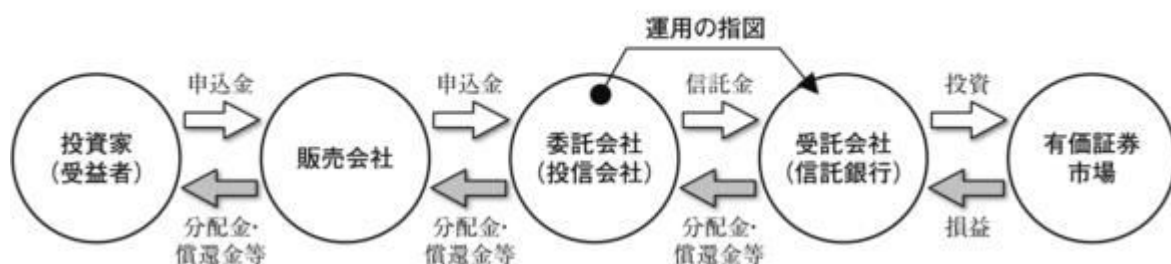 運用の指図
申込金
申込金
信託金
投資
投資家
(受益者)
販売会社
委託会社
(投信会社)
受託会社
(信託銀行)
有価証券
市場
分配金・
償還金等
分配金・
償還金等
分配金・
償還金等
損益